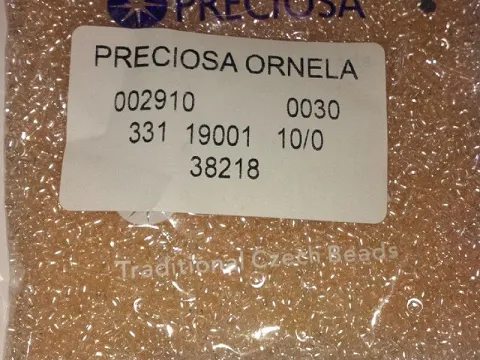 PRECIOSA
PRECIOSA ORNELA
002910 0030
331 19001 10/0
38218
Traditional Czech Beads